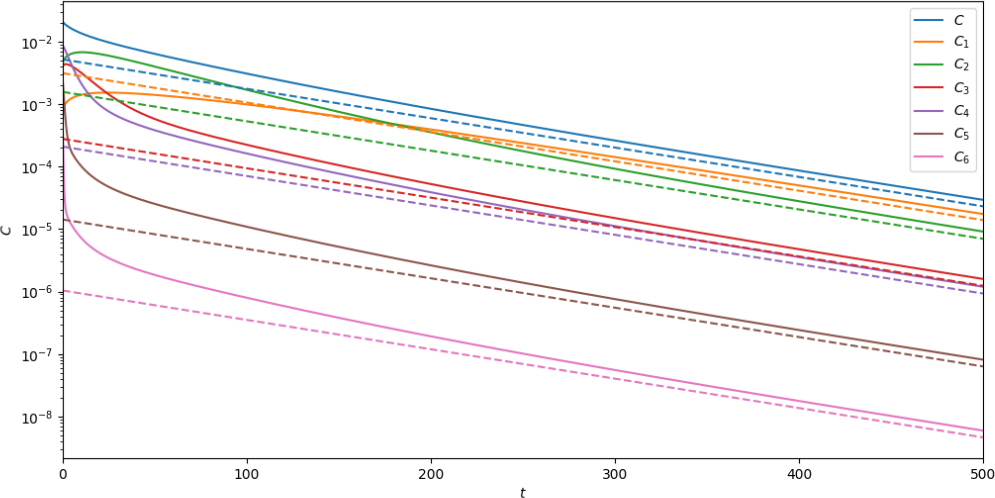 C
C₁
C₂
C₃
C₄
C₅
C₆
10⁻²
10⁻³
10⁻⁴
10⁻⁵
10⁻⁶
10⁻⁷
10⁻⁸
C
0 100 200 300 400 500
t